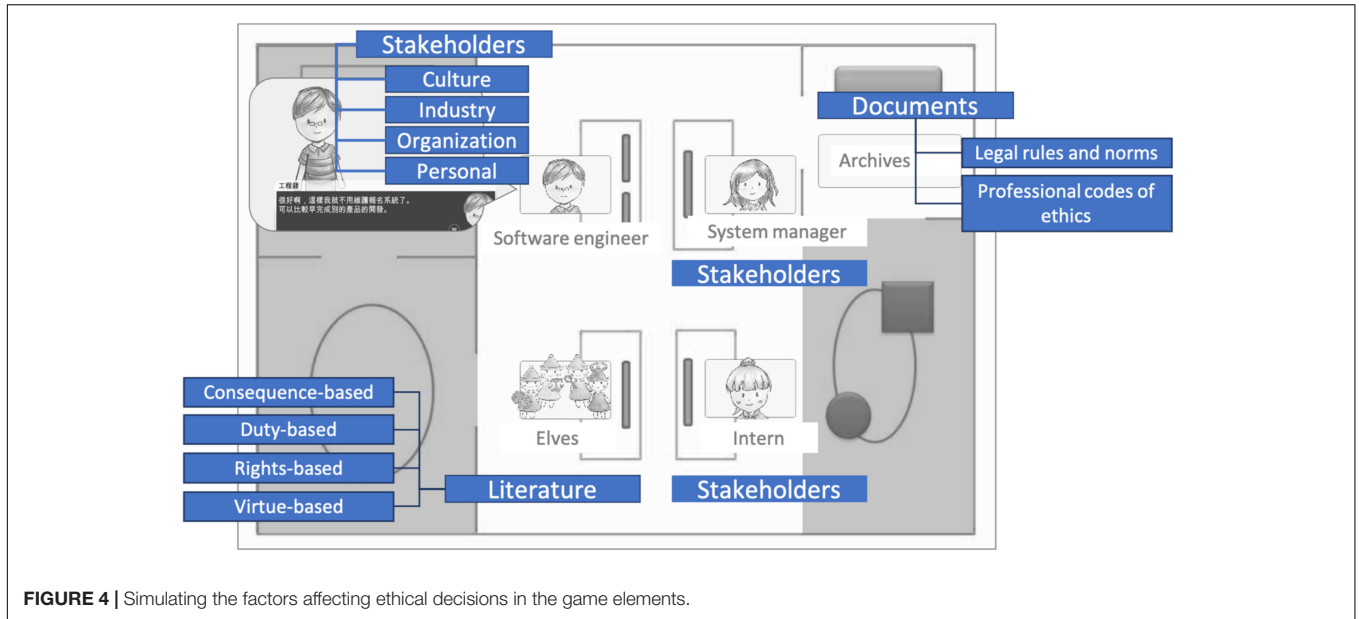 Stakeholders
Culture
Industry
Organization
Personal
工程師
很好啊，這樣我就不用維護報名系統了。
可以比較早完成別的產品的開發。
Software engineer
System manager
Stakeholders
Documents
Archives
Legal rules and norms
Professional codes of
ethics
Consequence-based
Duty-based
Rights-based
Virtue-based
Literature
Elves
Intern
Stakeholders
FIGURE 4 | Simulating the factors affecting ethical decisions in the game elements.